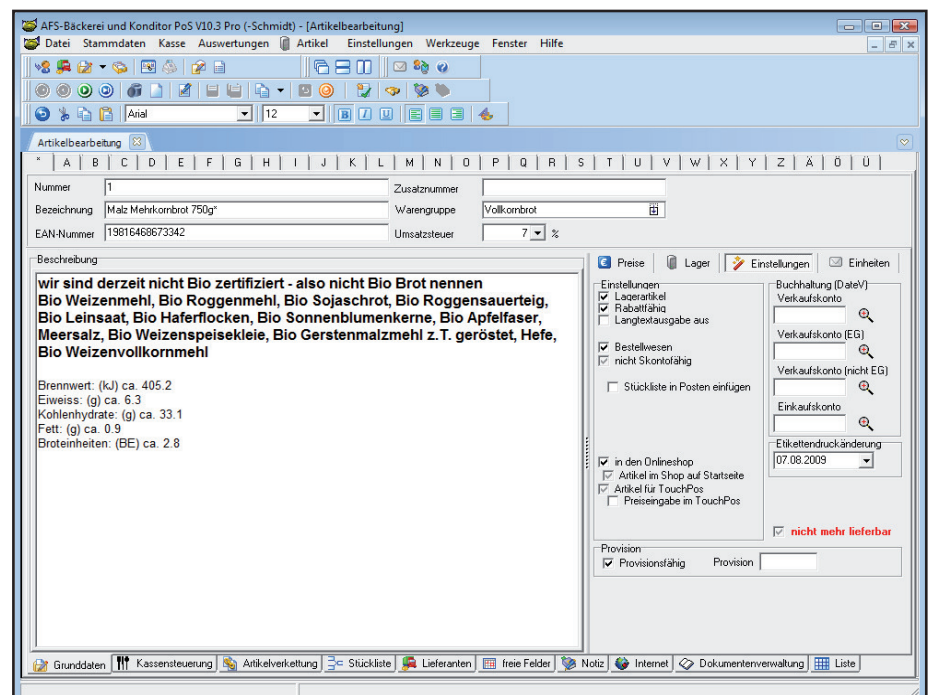 AFS-Bäckerei und Konditor PoS V10.3 Pro (-Schmidt) - [Artikelbearbeitung]
Datei Stammdaten Kasse Auswertungen Artikel Einstellungen Werkzeuge Fenster Hilfe
Arial 12 B I U
Artikelbearbeitung
* A B C D E F G H I J K L M N O P Q R S T U V W X Y Z Ä Ö Ü
Nummer 1 Zusatznummer
Bezeichnung Malz Mehrkornbrot 750g* Warengruppe Vollkornbrot
EAN-Nummer 19816468673342 Umsatzsteuer 7 %
Beschreibung
wir sind derzeit nicht Bio zertifiziert - also nicht Bio Brot nennen
Bio Weizenmehl, Bio Roggenmehl, Bio Sojaschrot, Bio Roggensauerteig,
Bio Leinsaat, Bio Haferflocken, Bio Sonnenblumenkerne, Bio Apfelfaser,
Meersalz, Bio Weizenspeisekleie, Bio Gerstenmalzmehl z.T. geröstet, Hefe,
Bio Weizenvollkornmehl
Brennwert: (kJ) ca. 405.2
Eiweiss: (g) ca. 6.3
Kohlenhydrate: (g) ca. 33.1
Fett: (g) ca. 0.9
Broteinheiten: (BE) ca. 2.8
Preise Lager Einstellungen Einheiten
Einstellungen
Lagerartikel
Rabattfähig
Langtextausgabe aus
Bestellwesen
nicht Skontofähig
Stückliste in Posten einfügen
in den Onlineshop
Artikel im Shop auf Startseite
Artikel für TouchPos
Preiseingabe im TouchPos
Buchhaltung (DateV)
Verkaufskonto
Verkaufskonto (EG)
Verkaufskonto (nicht EG)
Einkaufskonto
Etikettendruckänderung
07.08.2009
nicht mehr lieferbar
Provision
Provisionsfähig Provision
Grunddaten Kassensteuerung Artikelverkettung Stückliste Lieferanten freie Felder Notiz Internet Dokumentenverwaltung Liste